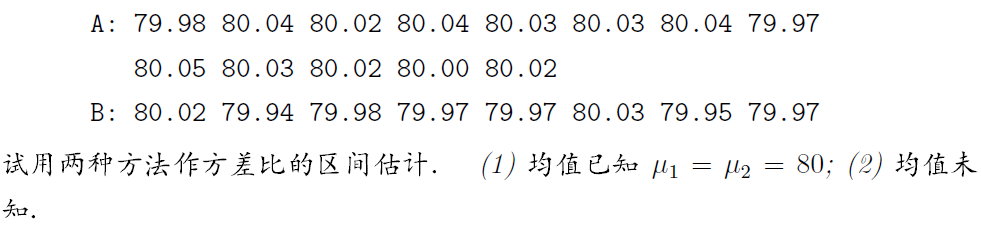 A: 79.98 80.04 80.02 80.04 80.03 80.03 80.04 79.97
80.05 80.03 80.02 80.00 80.02
B: 80.02 79.94 79.98 79.97 79.97 80.03 79.95 79.97
试用两种方法作方差比的区间估计. (1) 均值已知 μ₁ = μ₂ = 80; (2) 均值未
知.